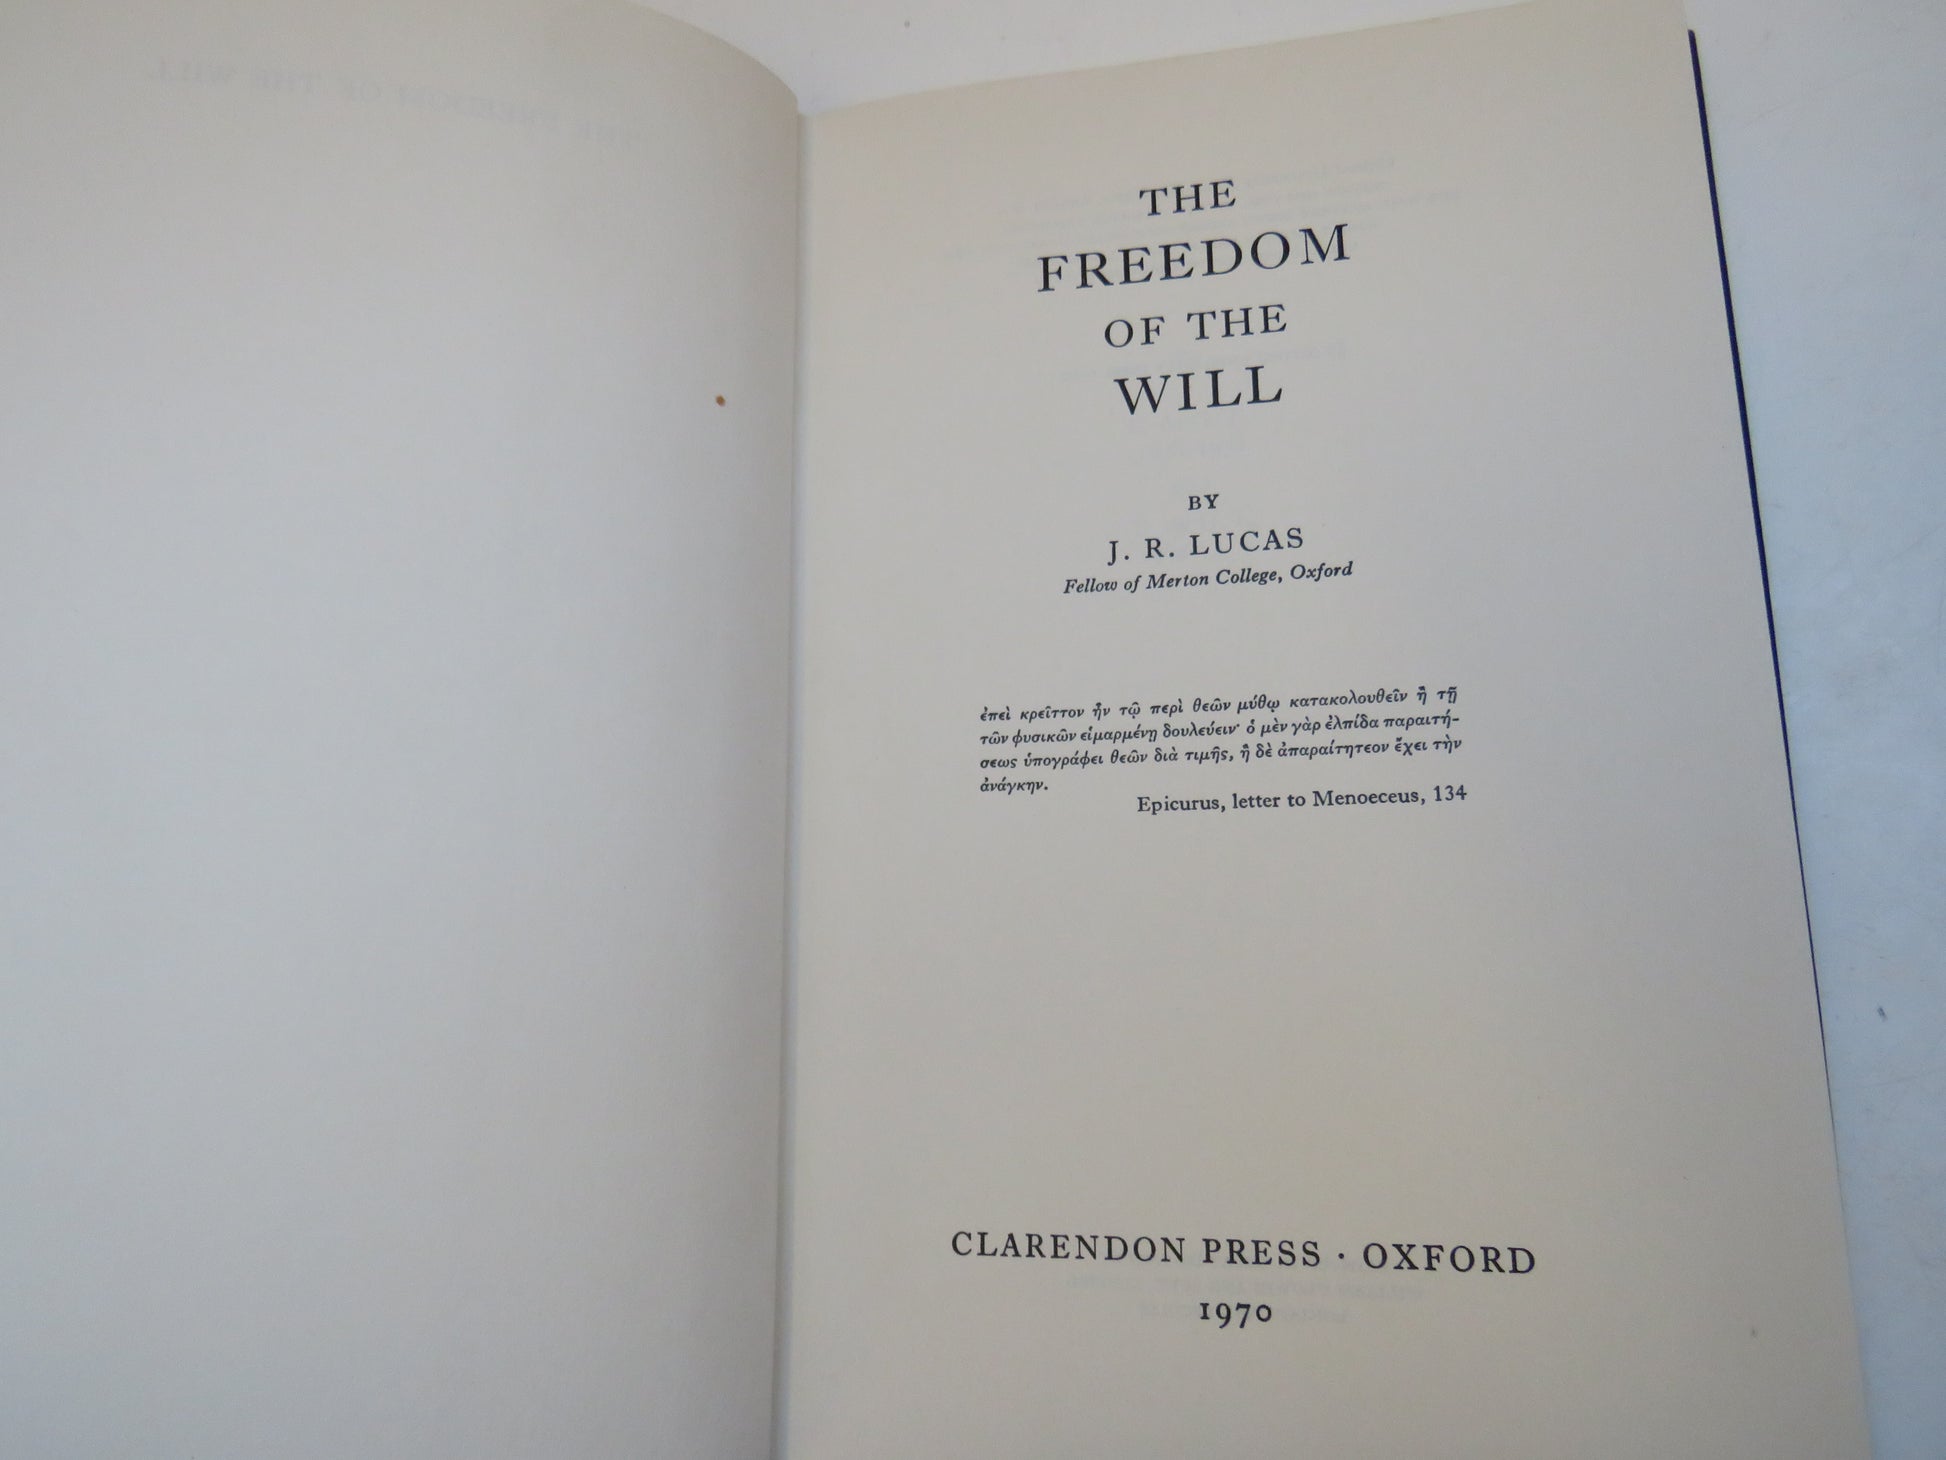 THE
FREEDOM
OF THE
WILL
BY
J. R. LUCAS
Fellow of Merton College, Oxford
ἐπεὶ κρεῖττον ἦν τῷ περὶ θεῶν μύθῳ κατακολουθεῖν ἢ τῇ
τῶν φυσικῶν εἱμαρμένῃ δουλεύειν· ὁ μὲν γὰρ ἐλπίδα παραιτή-
σεως ὑπογράφει θεῶν διὰ τιμῆς, ἡ δὲ ἀπαραίτητεον ἔχει τὴν
ἀνάγκην.
Epicurus, letter to Menoeceus, 134
CLARENDON PRESS · OXFORD
1970